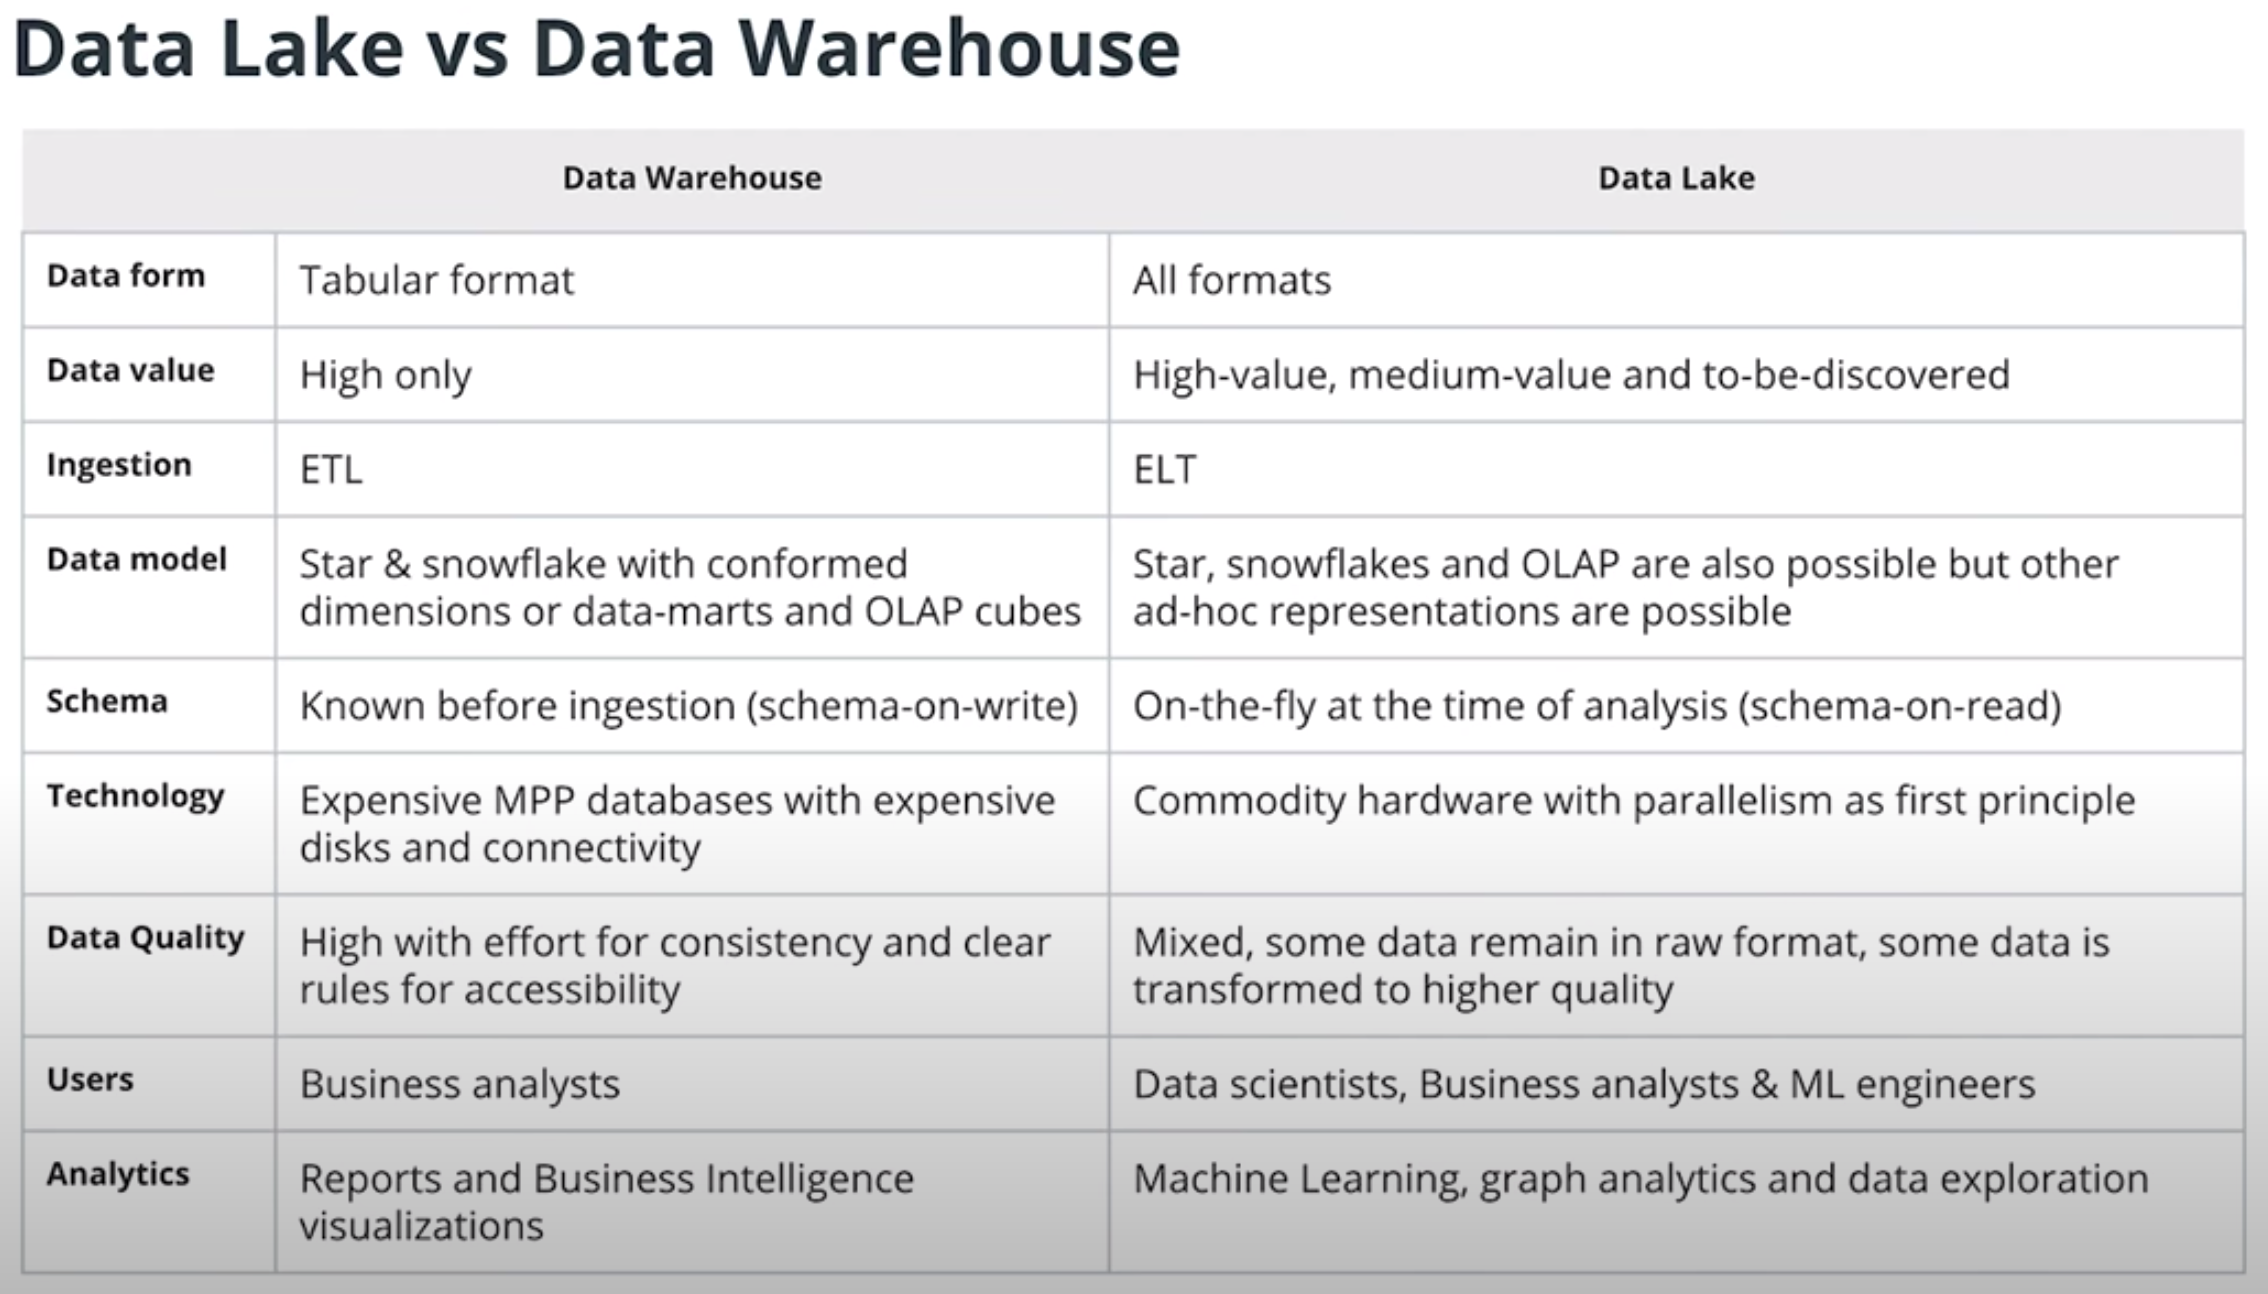 Data Lake vs Data Warehouse
Data Warehouse
Data Lake
Data form
Tabular format
All formats
Data value
High only
High-value, medium-value and to-be-discovered
Ingestion
ETL
ELT
Data model
Star & snowflake with conformed
dimensions or data-marts and OLAP cubes
Star, snowflakes and OLAP are also possible but other
ad-hoc representations are possible
Schema
Known before ingestion (schema-on-write)
On-the-fly at the time of analysis (schema-on-read)
Technology
Expensive MPP databases with expensive
disks and connectivity
Commodity hardware with parallelism as first principle
Data Quality
High with effort for consistency and clear
rules for accessibility
Mixed, some data remain in raw format, some data is
transformed to higher quality
Users
Business analysts
Data scientists, Business analysts & ML engineers
Analytics
Reports and Business Intelligence
visualizations
Machine Learning, graph analytics and data exploration